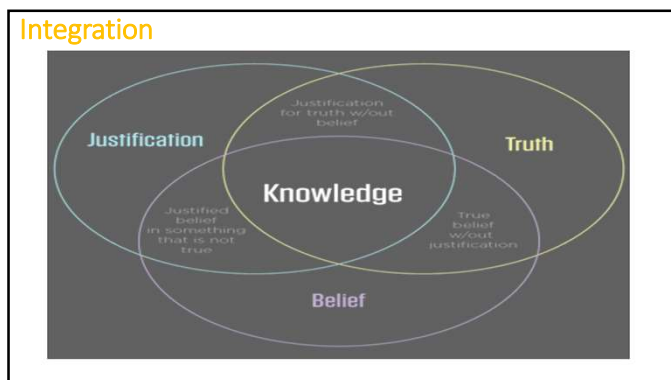 Integration
Justification
for truth w/out
belief
Justification
Truth
Knowledge
Justified
belief
in something
that is not
true
True
belief
w/out
justification
Belief